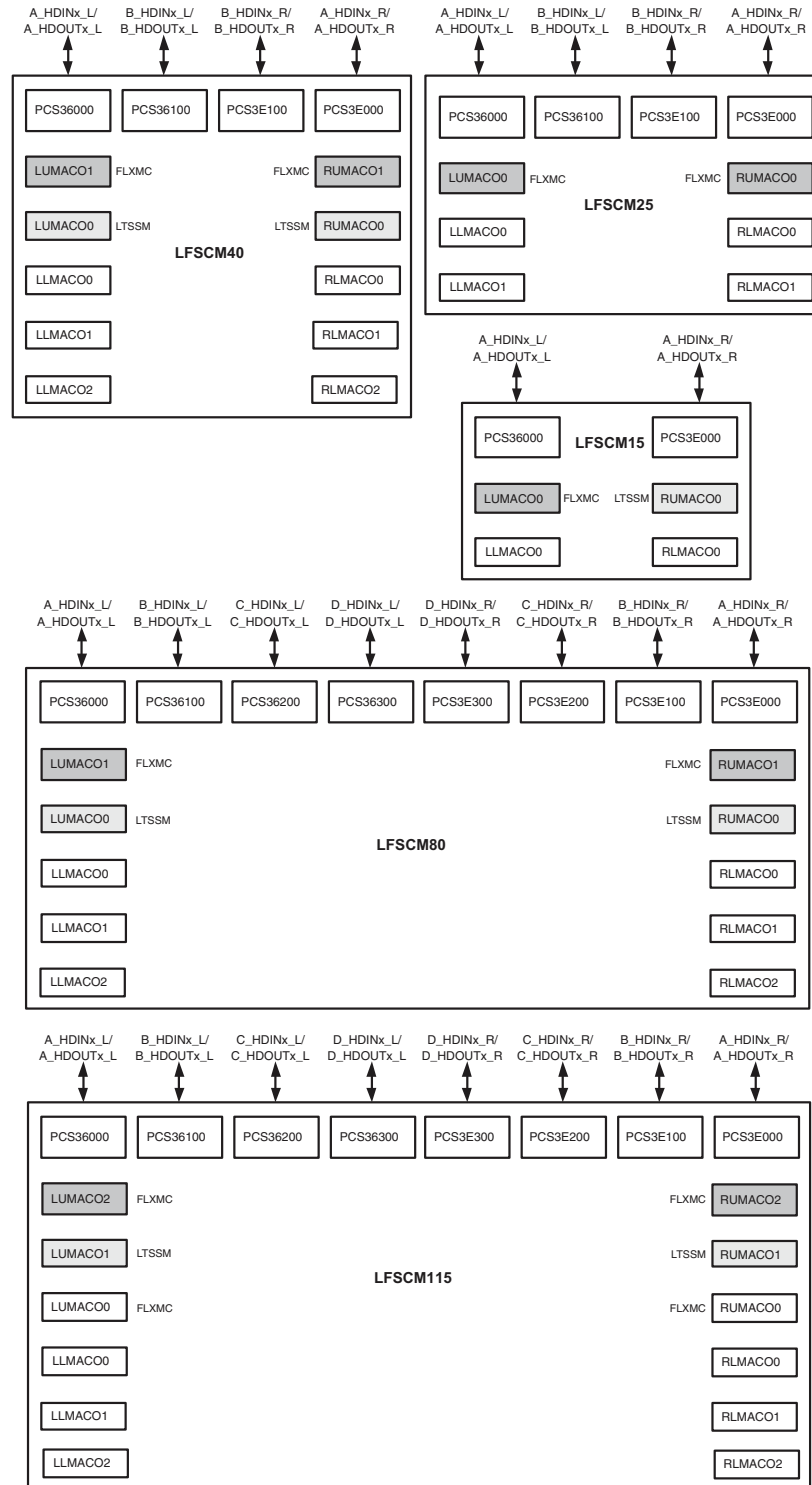 A_HDINx_L/ B_HDINx_L/ B_HDINx_R/ A_HDINx_R/
A_HDOUTx_L B_HDOUTx_L B_HDOUTx_R A_HDOUTx_R
PCS36000 PCS36100 PCS3E100 PCS3E000
LUMACO1 FLXMC FLXMC RUMACO1
LUMACO0 LTSSM LTSSM RUMACO0
LFSCM40
LLMACO0 RLMACO0
LLMACO1 RLMACO1
LLMACO2 RLMACO2
A_HDINx_L/ B_HDINx_L/ B_HDINx_R/ A_HDINx_R/
A_HDOUTx_L B_HDOUTx_L B_HDOUTx_R A_HDOUTx_R
PCS36000 PCS36100 PCS3E100 PCS3E000
LUMACO0 FLXMC FLXMC RUMACO0
LFSCM25
LLMACO0 RLMACO0
LLMACO1 RLMACO1
A_HDINx_L/ A_HDINx_R/
A_HDOUTx_L A_HDOUTx_R
PCS36000 LFSCM15 PCS3E000
LUMACO0 FLXMC LTSSM RUMACO0
LLMACO0 RLMACO0
A_HDINx_L/ B_HDINx_L/ C_HDINx_L/ D_HDINx_L/ D_HDINx_R/ C_HDINx_R/ B_HDINx_R/ A_HDINx_R/
A_HDOUTx_L B_HDOUTx_L C_HDOUTx_L D_HDOUTx_L D_HDOUTx_R C_HDOUTx_R B_HDOUTx_R A_HDOUTx_R
PCS36000 PCS36100 PCS36200 PCS36300 PCS3E300 PCS3E200 PCS3E100 PCS3E000
LUMACO1 FLXMC FLXMC RUMACO1
LUMACO0 LTSSM LTSSM RUMACO0
LFSCM80
LLMACO0 RLMACO0
LLMACO1 RLMACO1
LLMACO2 RLMACO2
A_HDINx_L/ B_HDINx_L/ C_HDINx_L/ D_HDINx_L/ D_HDINx_R/ C_HDINx_R/ B_HDINx_R/ A_HDINx_R/
A_HDOUTx_L B_HDOUTx_L C_HDOUTx_L D_HDOUTx_L D_HDOUTx_R C_HDOUTx_R B_HDOUTx_R A_HDOUTx_R
PCS36000 PCS36100 PCS36200 PCS36300 PCS3E300 PCS3E200 PCS3E100 PCS3E000
LUMACO2 FLXMC FLXMC RUMACO2
LUMACO1 LTSSM LTSSM RUMACO1
LFSCM115
LUMACO0 FLXMC FLXMC RUMACO0
LLMACO0 RLMACO0
LLMACO1 RLMACO1
LLMACO2 RLMACO2